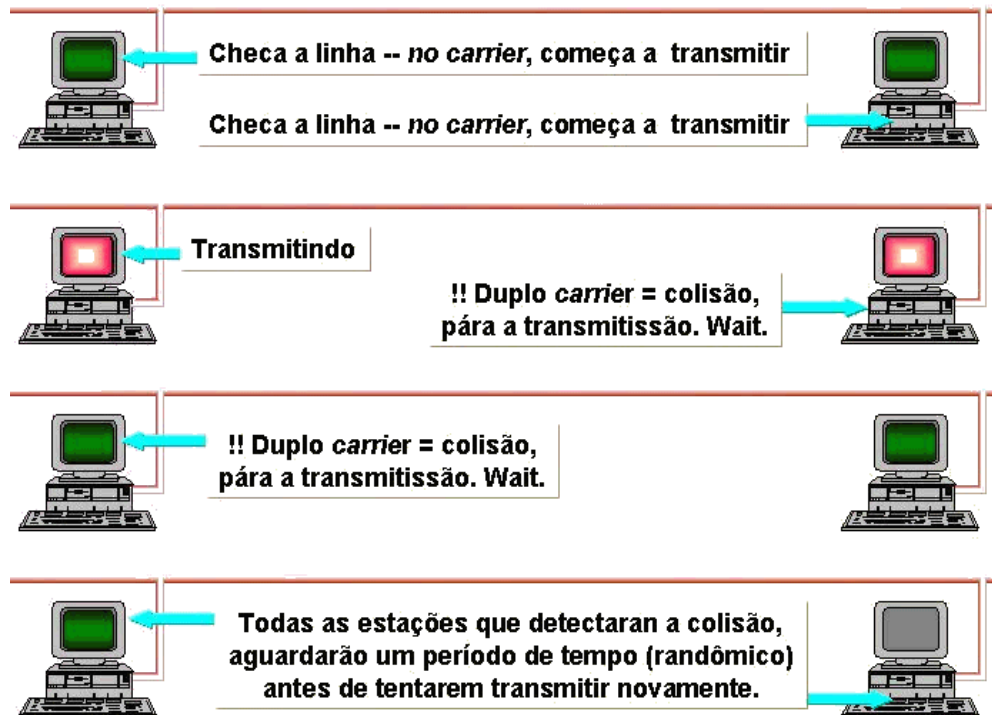 Checa a linha -- no carrier, começa a transmitir
Checa a linha -- no carrier, começa a transmitir
Transmitindo
!! Duplo carrier = colisão,
pára a transmitissão. Wait.
!! Duplo carrier = colisão,
pára a transmitissão. Wait.
Todas as estações que detectaran a colisão,
aguardarão um período de tempo (randômico)
antes de tentarem transmitir novamente.